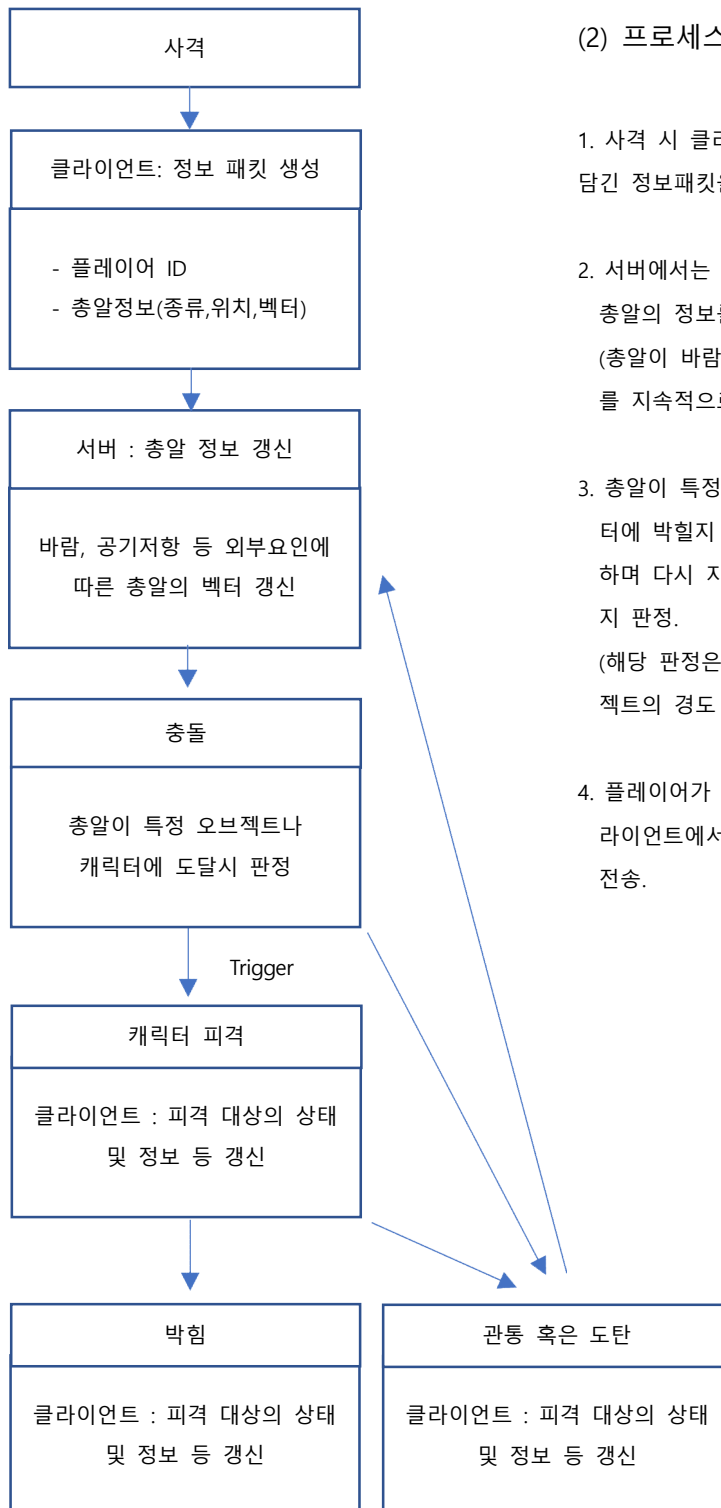 사격
클라이언트: 정보 패킷 생성
- 플레이어 ID
- 총알정보(종류,위치,벡터)
서버 : 총알 정보 갱신
바람, 공기저항 등 외부요인에
따른 총알의 벡터 갱신
충돌
총알이 특정 오브젝트나
캐릭터에 도달시 판정
Trigger
캐릭터 피격
클라이언트 : 피격 대상의 상태
및 정보 등 갱신
박힘
클라이언트 : 피격 대상의 상태
및 정보 등 갱신
관통 혹은 도탄
클라이언트 : 피격 대상의 상태
및 정보 등 갱신
(2) 프로세스
1. 사격 시 클라
담긴 정보패킷을
2. 서버에서는
총알의 정보를
(총알이 바람
를 지속적으로
3. 총알이 특정
터에 박힐지
하며 다시 지
지 판정.
(해당 판정은
젝트의 경도
4. 플레이어가
라이언트에서
전송.